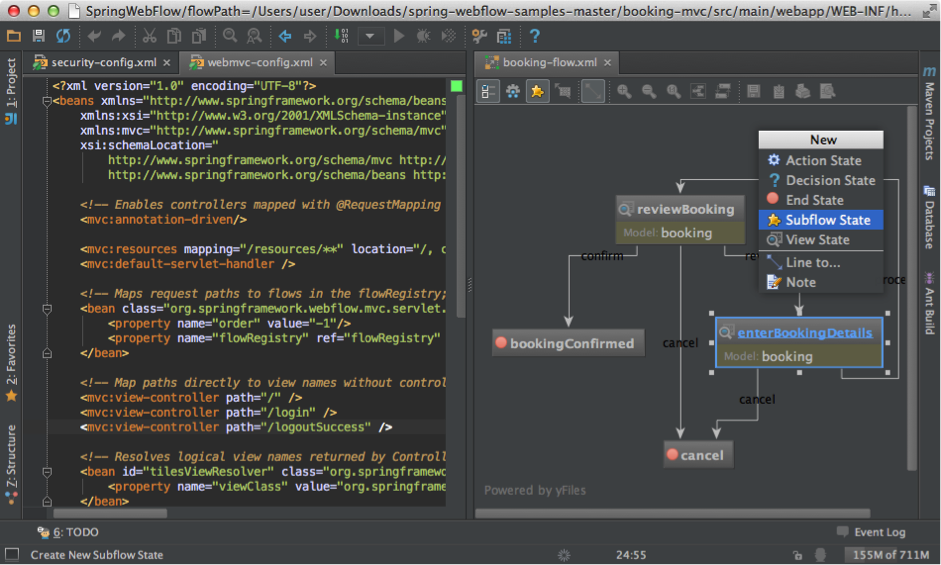 SpringWebFlow/flowPath=/Users/user/Downloads/spring-webflow-samples-master/booking-mvc/src/main/webapp/WEB-INF/h...
1: Project
2: Favorites
Z: Structure
security-config.xml
webmvc-config.xml
<?xml version="1.0" encoding="UTF-8"?>
<beans xmlns="http://www.springframework.org/schema/beans
xmlns:xsi="http://www.w3.org/2001/XMLSchema-instance"
xmlns:mvc="http://www.springframework.org/schema/mvc"
xsi:schemaLocation="
http://www.springframework.org/schema/mvc http://
http://www.springframework.org/schema/beans http:
<!-- Enables controllers mapped with @RequestMapping
<mvc:annotation-driven/>
<mvc:resources mapping="/resources/**" location="/, c
<mvc:default-servlet-handler />
<!-- Maps request paths to flows in the flowRegistry;
<bean class="org.springframework.webflow.mvc.servlet.
<property name="order" value="-1"/>
<property name="flowRegistry" ref="flowRegistry"
</bean>
<!-- Map paths directly to view names without control
<mvc:view-controller path="/" />
<mvc:view-controller path="/login" />
<mvc:view-controller path="/logoutSuccess" />
<!-- Resolves logical view names returned by Controll
<bean id="tilesViewResolver" class="org.springframewo
<property name="viewClass" value="org.springframe
</bean>
booking-flow.xml
New
Action State
Decision State
End State
Subflow State
View State
Line to...
Note
reviewBooking
Model: booking
confirm
re
roce
bookingConfirmed
cancel
enterBookingDetails
Model: booking
cancel
cancel
Powered by yFiles
m
Maven Projects
Database
Ant Build
6: TODO
Event Log
Create New Subflow State
24:55
155M of 711M